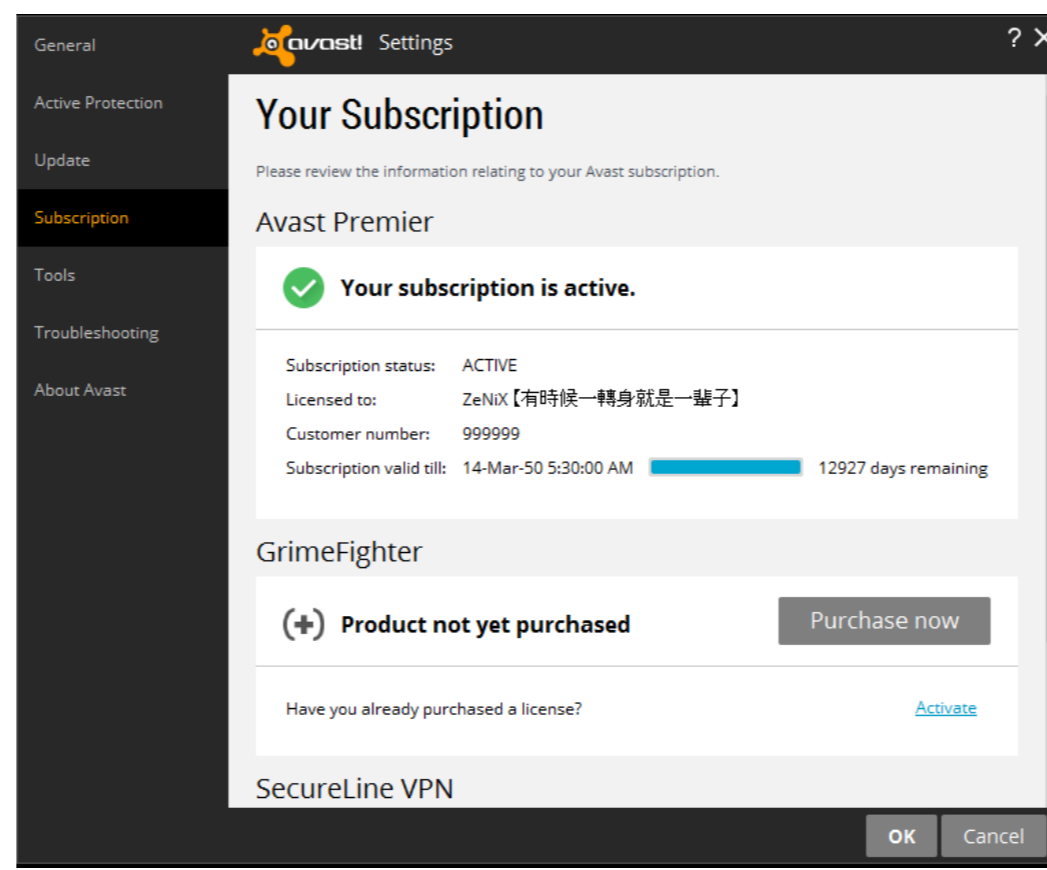 General
Active Protection
Update
Subscription
Tools
Troubleshooting
About Avast
avast! Settings
? X
Your Subscription
Please review the information relating to your Avast subscription.
Avast Premier
Your subscription is active.
Subscription status: ACTIVE
Licensed to: ZeNiX【有時候一轉身就是一輩子】
Customer number: 999999
Subscription valid till: 14-Mar-50 5:30:00 AM 12927 days remaining
GrimeFighter
(+) Product not yet purchased Purchase now
Have you already purchased a license? Activate
SecureLine VPN
OK Cancel